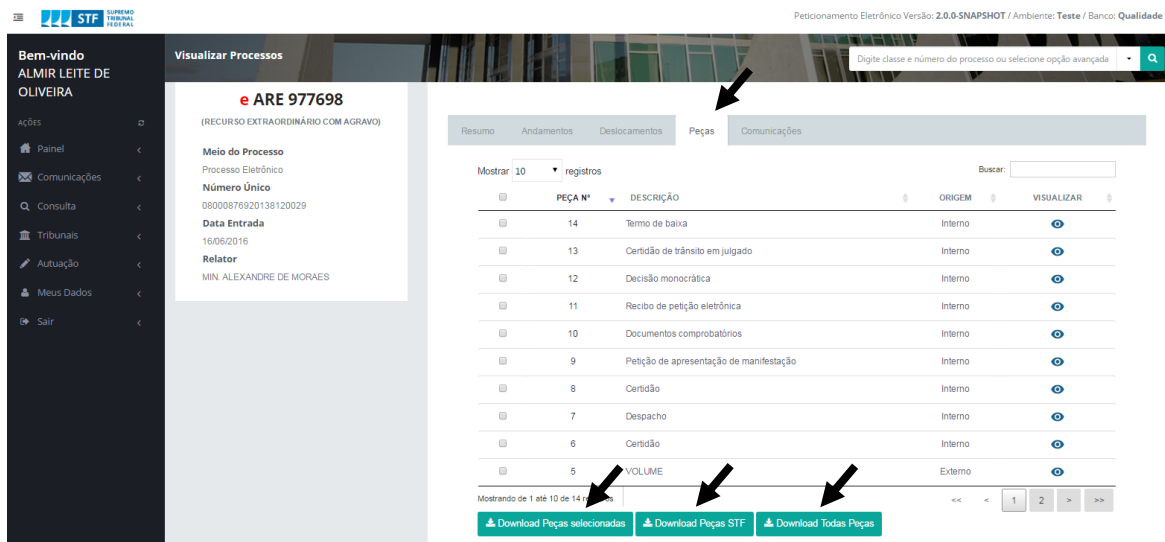 STF SUPREMO TRIBUNAL FEDERAL
Peticionamento Eletrônico Versão: 2.0.0-SNAPSHOT / Ambiente: Teste / Banco: Qualidade
Bem-vindo
ALMIR LEITE DE
OLIVEIRA
AÇÕES
Painel
Comunicações
Consulta
Tribunais
Autuação
Meus Dados
Sair
Visualizar Processos
Digite classe e número do processo ou selecione opção avançada
e ARE 977698
(RECURSO EXTRAORDINÁRIO COM AGRAVO)
Meio do Processo
Processo Eletrônico
Número Único
08000876920138120029
Data Entrada
16/06/2016
Relator
MIN. ALEXANDRE DE MORAES
Resumo Andamentos Deslocamentos Peças Comunicações
Mostrar 10 registros Buscar:
PEÇA Nº DESCRIÇÃO ORIGEM VISUALIZAR
14 Termo de baixa Interno
13 Certidão de trânsito em julgado Interno
12 Decisão monocrática Interno
11 Recibo de petição eletrônica Interno
10 Documentos comprobatórios Interno
9 Petição de apresentação de manifestação Interno
8 Certidão Interno
7 Despacho Interno
6 Certidão Interno
5 VOLUME Externo
Mostrando de 1 até 10 de 14 << < 1 2 > >>
Download Peças selecionadas Download Peças STF Download Todas Peças